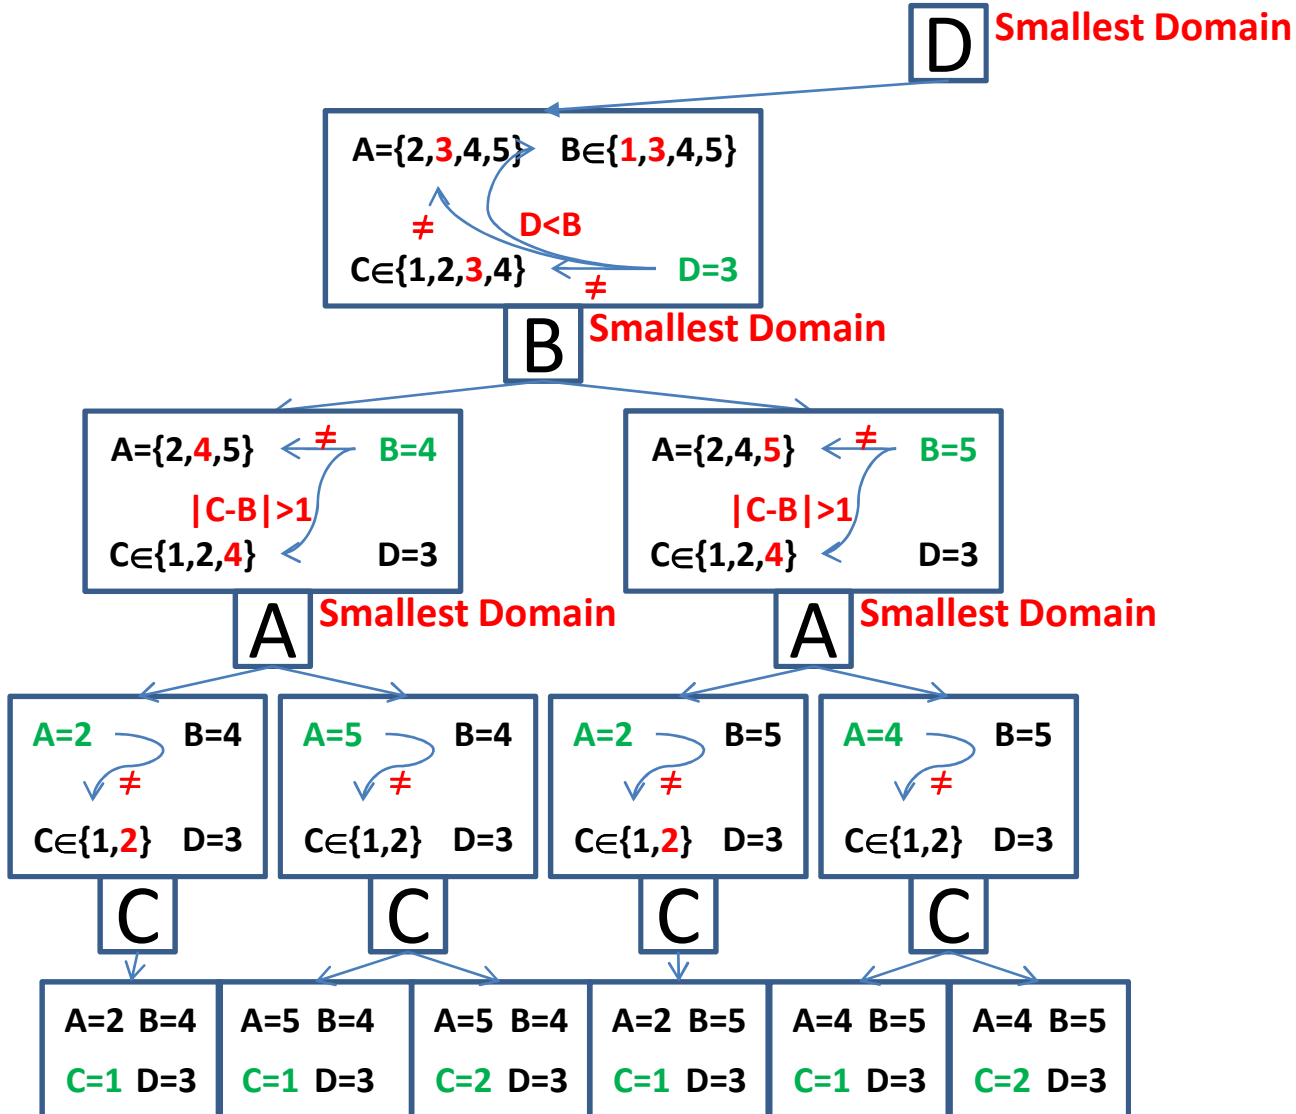 D Smallest Domain
A={2,3,4,5} B∈{1,3,4,5}
≠ D<B
C∈{1,2,3,4} ≠ D=3
B Smallest Domain
A={2,4,5} ≠ B=4
|C-B|>1
C∈{1,2,4} D=3
A={2,4,5} ≠ B=5
|C-B|>1
C∈{1,2,4} D=3
A Smallest Domain
A Smallest Domain
A=2 B=4
≠
C∈{1,2} D=3
A=5 B=4
≠
C∈{1,2} D=3
A=2 B=5
≠
C∈{1,2} D=3
A=4 B=5
≠
C∈{1,2} D=3
C
C
C
C
A=2 B=4
C=1 D=3
A=5 B=4
C=1 D=3
A=5 B=4
C=2 D=3
A=2 B=5
C=1 D=3
A=4 B=5
C=1 D=3
A=4 B=5
C=2 D=3